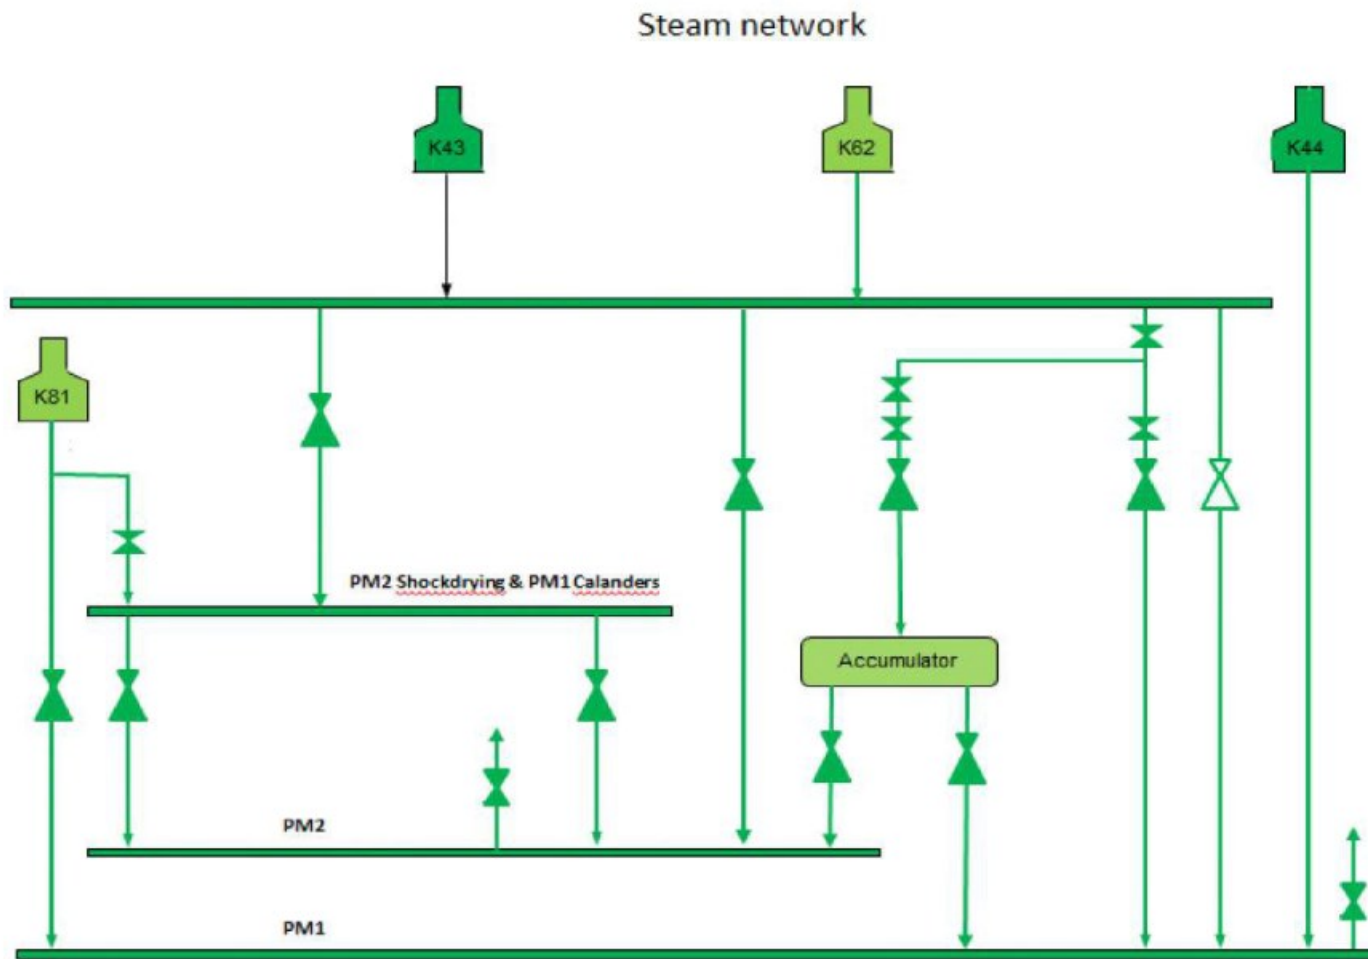 Steam network
K43
K62
K44
K81
PM2 Shockdrying & PM1 Calanders
Accumulator
PM2
PM1